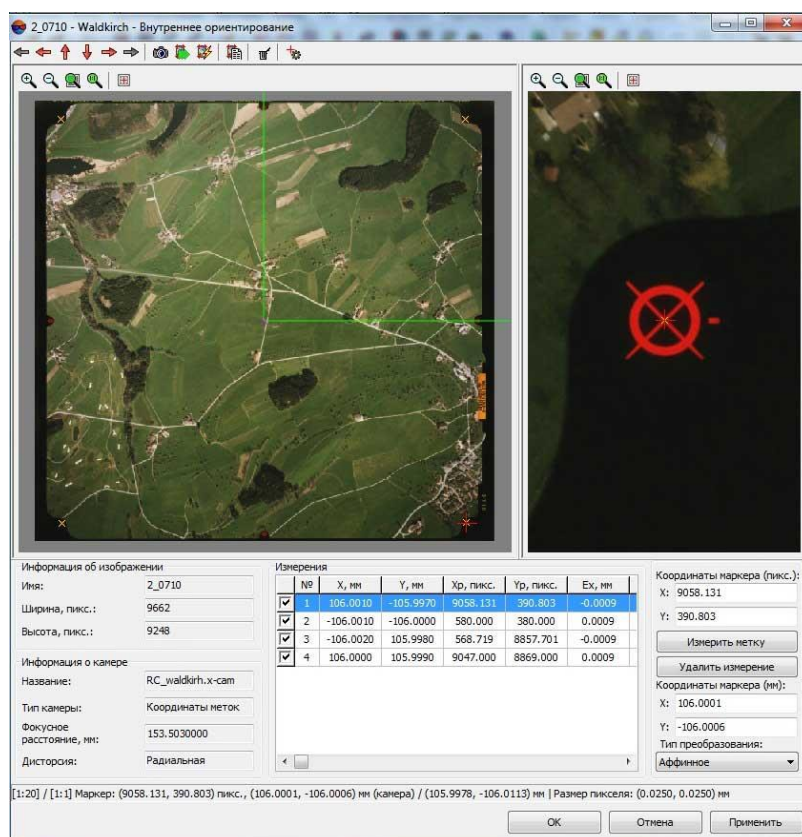 2_0710 - Waldkirch - Внутреннее ориентирование
Информация об изображении
Имя: 2_0710
Ширина, пикс.: 9662
Высота, пикс.: 9248
Информация о камере
Название: RC_waldkirh.x-cam
Тип камеры: Координаты меток
Фокусное
расстояние, мм: 153.5030000
Дисторсия: Радиальная
Измерения
№ X, мм Y, мм Xp, пикс. Yp, пикс. Ex, мм
1 106.0010 -105.9970 9058.131 390.803 -0.0009
2 -106.0010 -106.0000 580.000 380.000 0.0009
3 -106.0020 105.9980 568.719 8857.701 -0.0009
4 106.0000 105.9990 9047.000 8869.000 0.0009
Координаты маркера (пикс.):
X: 9058.131
Y: 390.803
Измерить метку
Удалить измерение
Координаты маркера (мм):
X: 106.0001
Y: -106.0006
Тип преобразования:
Аффинное
[1:20] / [1:1] Маркер: (9058.131, 390.803) пикс., (106.0001, -106.0006) мм (камера) / (105.9978, -106.0113) мм | Размер пикселя: (0.0250, 0.0250) мм
OK Отмена Применить